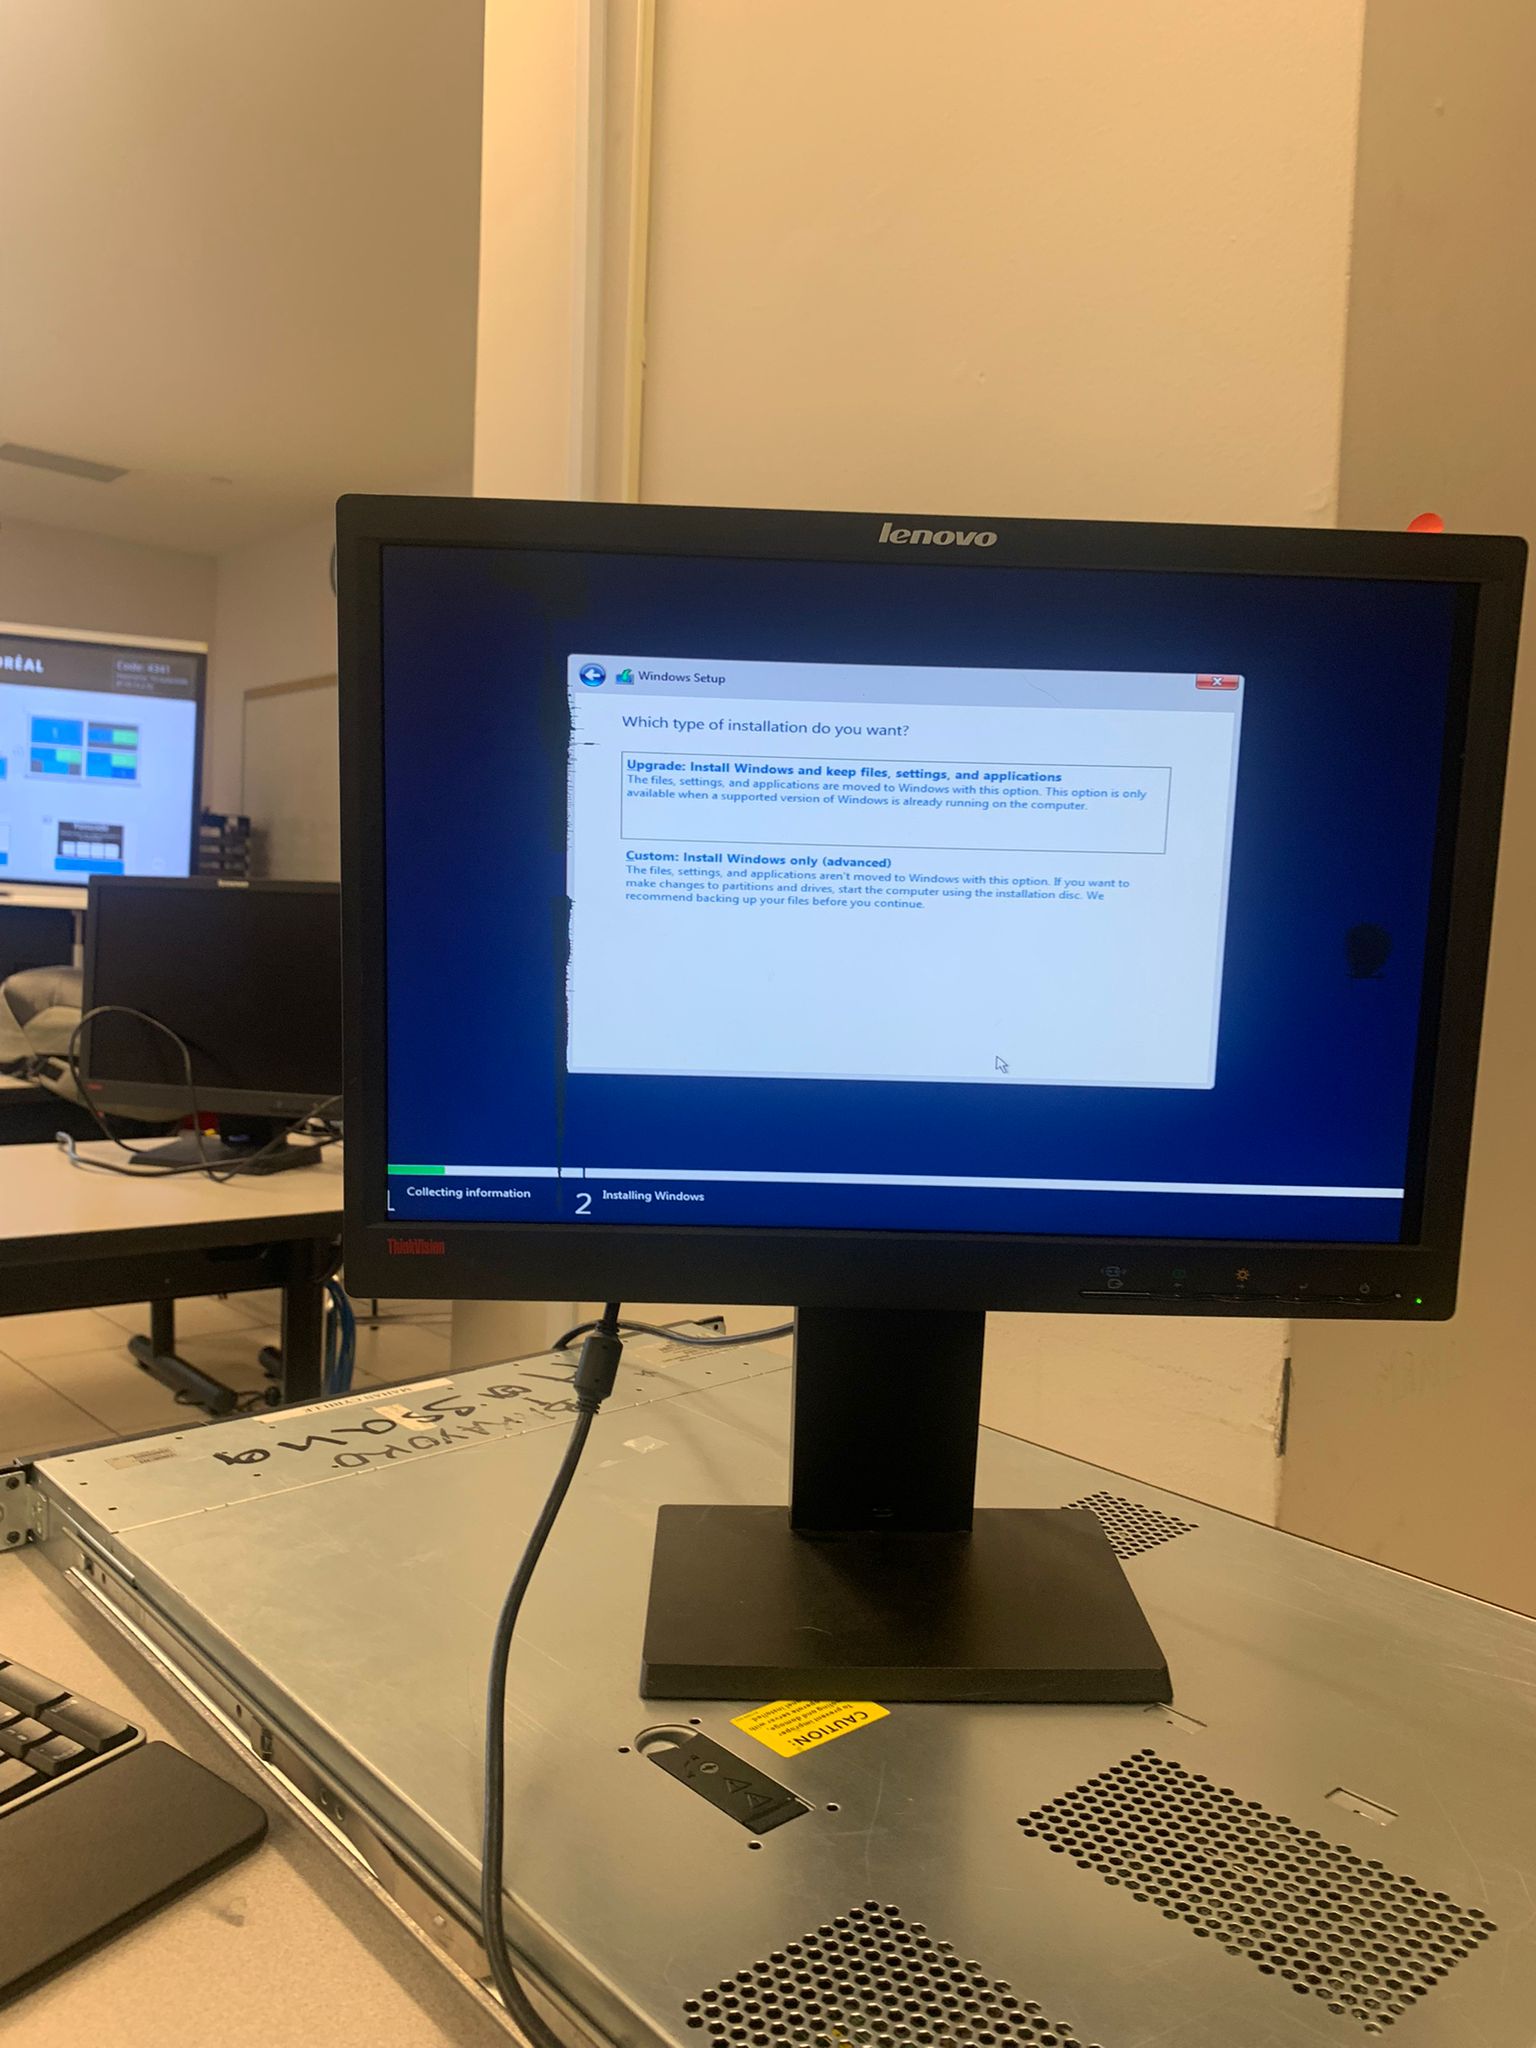 lenovo
Windows Setup
Which type of installation do you want?
Upgrade: Install Windows and keep files, settings, and applications
The files, settings, and applications are moved to Windows with this option. This option is only
available when a supported version of Windows is already running on the computer.
Custom: Install Windows only (advanced)
The files, settings, and applications aren't moved to Windows with this option. If you want to
make changes to partitions and drives, start the computer using the installation disc. We
recommend backing up your files before you continue.
Collecting information
2 Installing Windows
ThinkVision
RÉAL
Code: 4341
CAUTION: